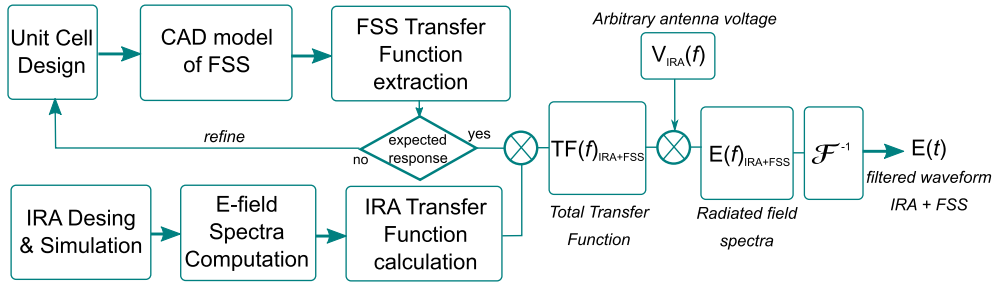 Unit Cell
Design
CAD model
of FSS
FSS Transfer
Function
extraction
Arbitrary antenna voltage
V_IRA(f)
refine
no
expected
response
yes
TF(f)IRA+FSS
E(f)IRA+FSS
ℱ⁻¹
E(t)
filtered waveform
IRA + FSS
Total Transfer
Function
Radiated field
spectra
IRA Desing
& Simulation
E-field
Spectra
Computation
IRA Transfer
Function
calculation